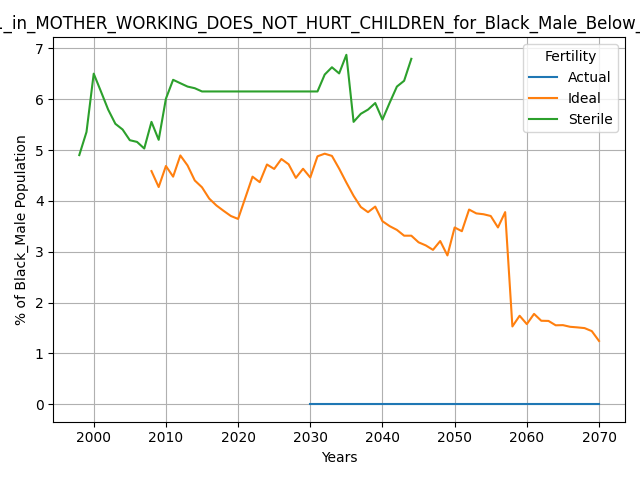 _in_MOTHER_WORKING_DOES_NOT_HURT_CHILDREN_for_Black_Male_Below_
Fertility
Actual
Ideal
Sterile
% of Black_Male Population
7
6
5
4
3
2
1
0
2000 2010 2020 2030 2040 2050 2060 2070
Years